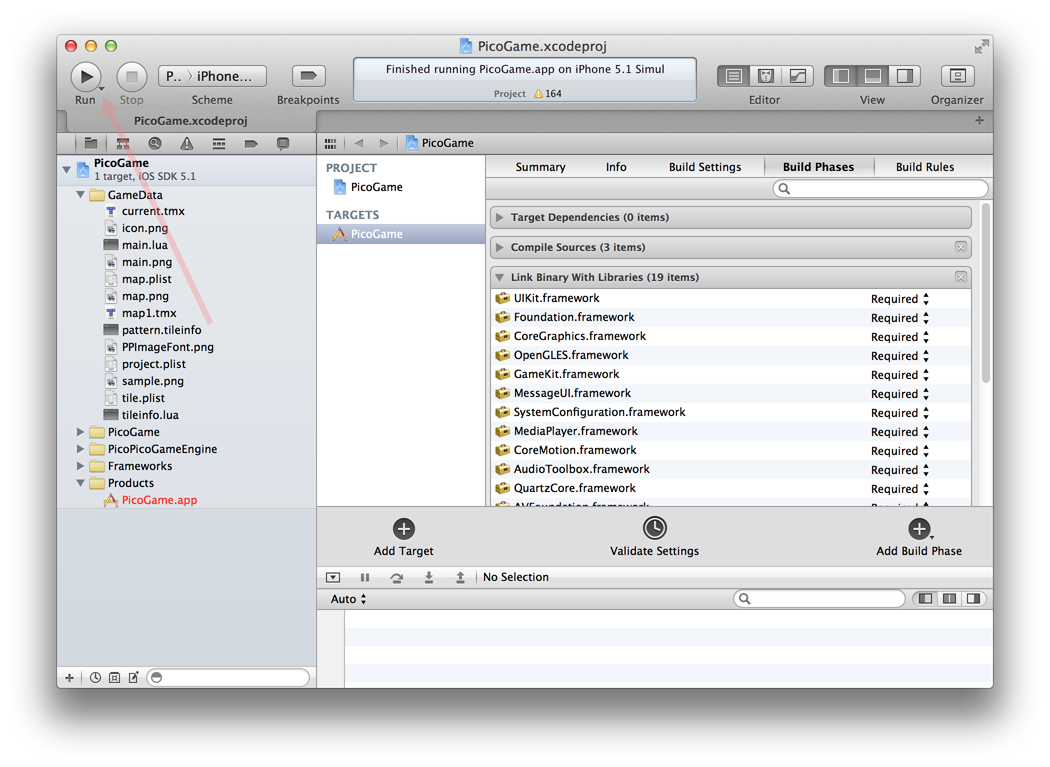 PicoGame.xcodeproj
P.. 〉 iPhone...
Finished running PicoGame.app on iPhone 5.1 Simul
Project 164
Run Stop Scheme Breakpoints Editor View Organizer
PicoGame.xcodeproj
PicoGame
1 target, iOS SDK 5.1
GameData
current.tmx
icon.png
main.lua
main.png
map.plist
map.png
map1.tmx
pattern.tileinfo
PPImageFont.png
project.plist
sample.png
tile.plist
tileinfo.lua
PicoGame
PicoPicoGameEngine
Frameworks
Products
PicoGame.app
PicoGame
PROJECT
PicoGame
TARGETS
PicoGame
Summary Info Build Settings Build Phases Build Rules
Target Dependencies (0 items)
Compile Sources (3 items)
Link Binary With Libraries (19 items)
UIKit.framework Required
Foundation.framework Required
CoreGraphics.framework Required
OpenGLES.framework Required
GameKit.framework Required
MessageUI.framework Required
SystemConfiguration.framework Required
MediaPlayer.framework Required
CoreMotion.framework Required
AudioToolbox.framework Required
QuartzCore.framework Required
AVFoundation.framework Required
Add Target Validate Settings Add Build Phase
No Selection
Auto